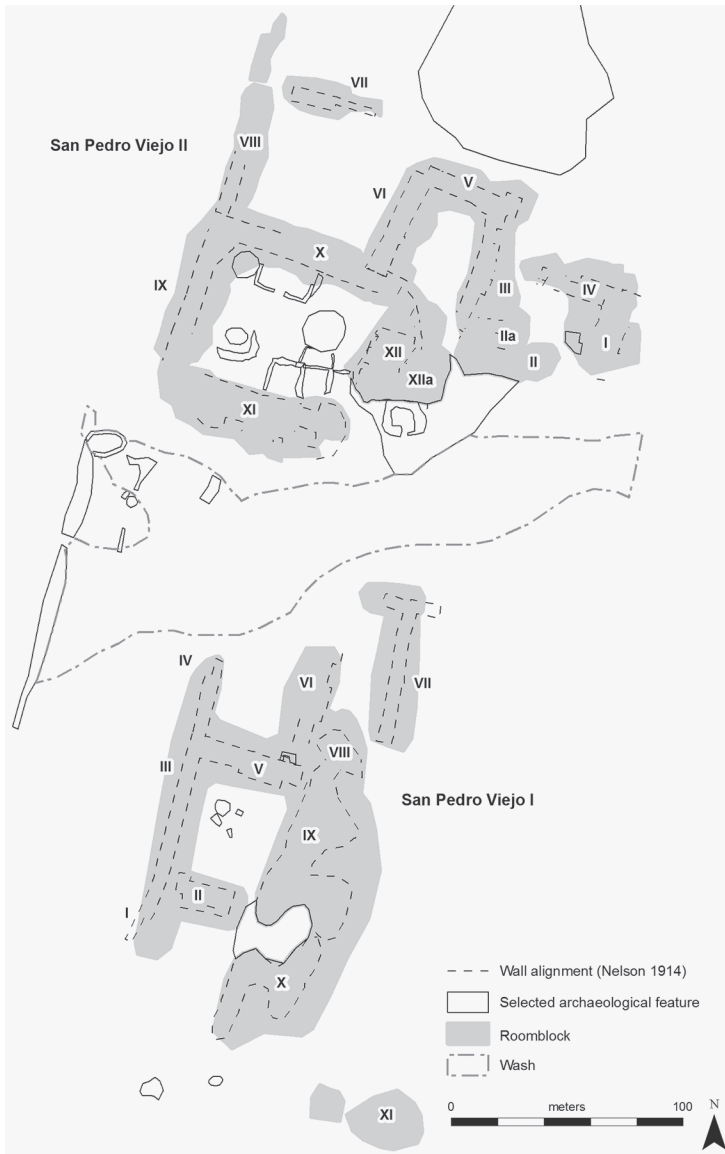 VII
San Pedro Viejo II
VIII
V
VI
X
IX
III
IV
IIa
I
XII
II
XIIa
XI
IV
VI
VII
VIII
III
V
San Pedro Viejo I
IX
II
I
X
Wall alignment (Nelson 1914)
Selected archaeological feature
Roomblock
Wash
0 meters 100
N
XI